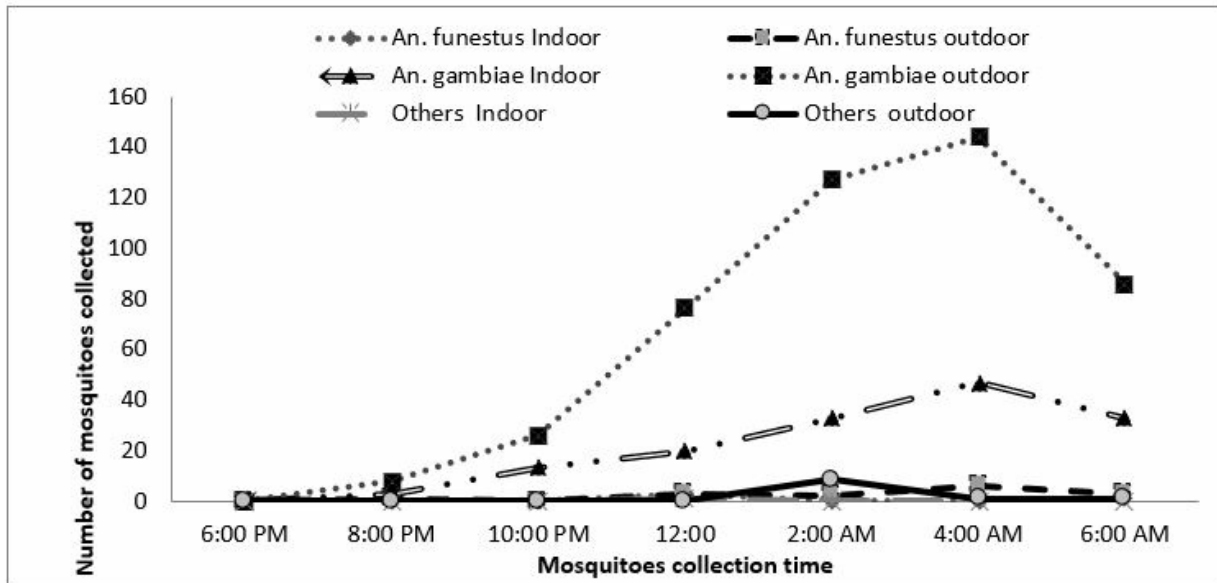 An. funestus Indoor An. funestus outdoor
An. gambiae Indoor An. gambiae outdoor
Others Indoor Others outdoor
160
140
120
100
80
60
40
20
0
Number of mosquitoes collected
6:00 PM 8:00 PM 10:00 PM 12:00 2:00 AM 4:00 AM 6:00 AM
Mosquitoes collection time